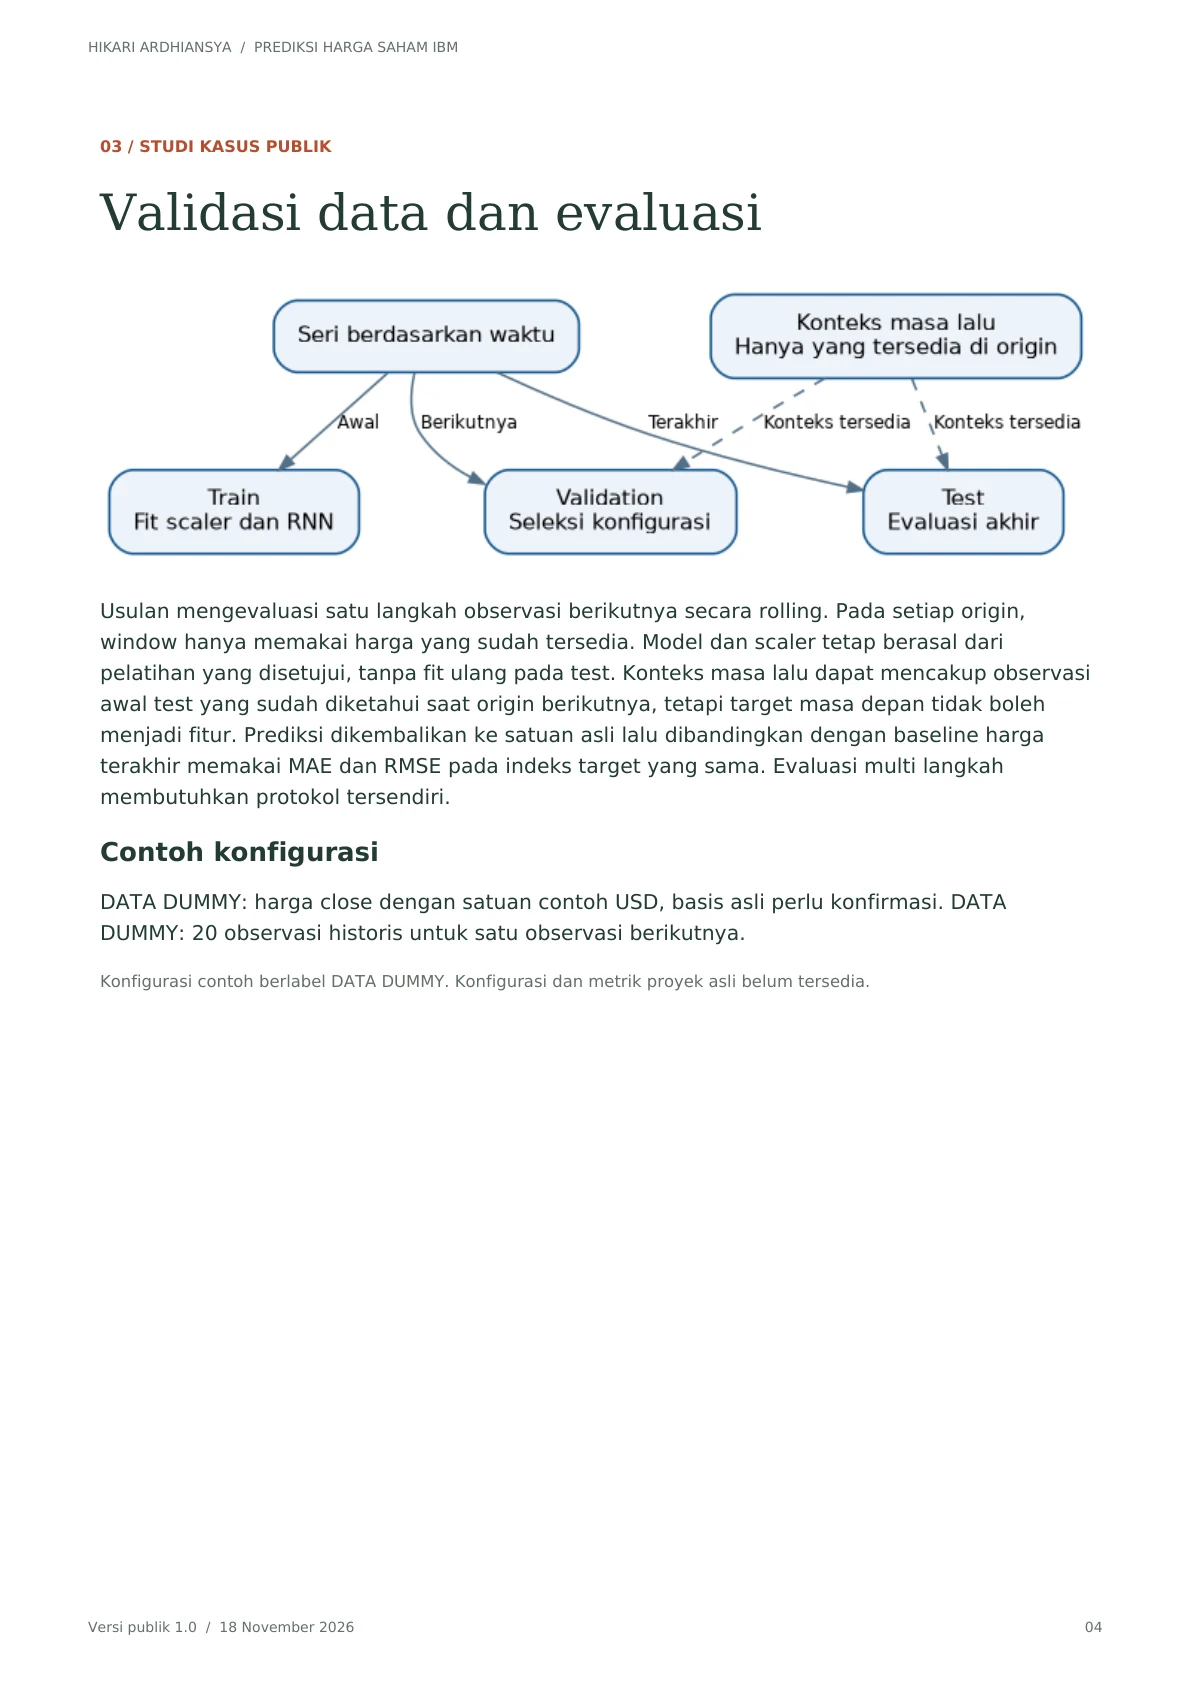 HIKARI ARDHIANSYA / PREDIKSI HARGA SAHAM IBM
03 / STUDI KASUS PUBLIK
Validasi data dan evaluasi
Seri berdasarkan waktu
Konteks masa lalu
Hanya yang tersedia di origin
Awal
Berikutnya
Terakhir
Konteks tersedia
Konteks tersedia
Train
Fit scaler dan RNN
Validation
Seleksi konfigurasi
Test
Evaluasi akhir
Usulan mengevaluasi satu langkah observasi berikutnya secara rolling. Pada setiap origin,
window hanya memakai harga yang sudah tersedia. Model dan scaler tetap berasal dari
pelatihan yang disetujui, tanpa fit ulang pada test. Konteks masa lalu dapat mencakup observasi
awal test yang sudah diketahui saat origin berikutnya, tetapi target masa depan tidak boleh
menjadi fitur. Prediksi dikembalikan ke satuan asli lalu dibandingkan dengan baseline harga
terakhir memakai MAE dan RMSE pada indeks target yang sama. Evaluasi multi langkah
membutuhkan protokol tersendiri.
Contoh konfigurasi
DATA DUMMY: harga close dengan satuan contoh USD, basis asli perlu konfirmasi. DATA
DUMMY: 20 observasi historis untuk satu observasi berikutnya.
Konfigurasi contoh berlabel DATA DUMMY. Konfigurasi dan metrik proyek asli belum tersedia.
Versi publik 1.0 / 18 November 2026
04